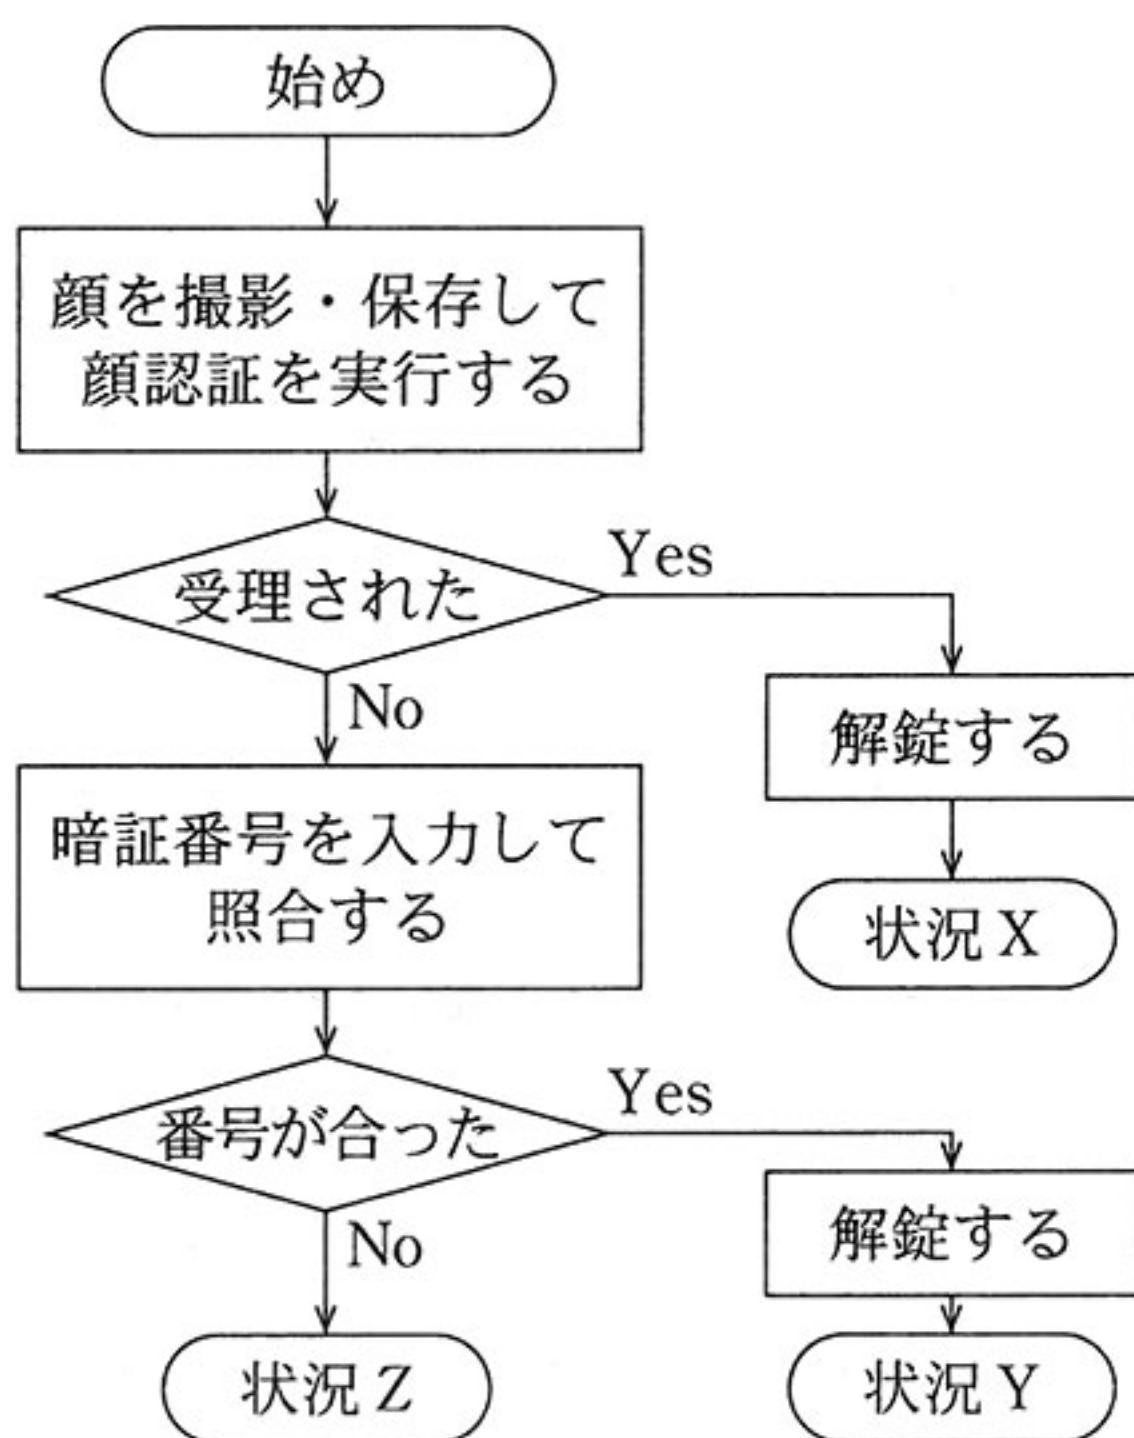 始め
顔を撮影・保存して
顔認証を実行する
受理された
Yes
No
解錠する
状況X
暗証番号を入力して
照合する
番号が合った
Yes
No
解錠する
状況Y
状況Z